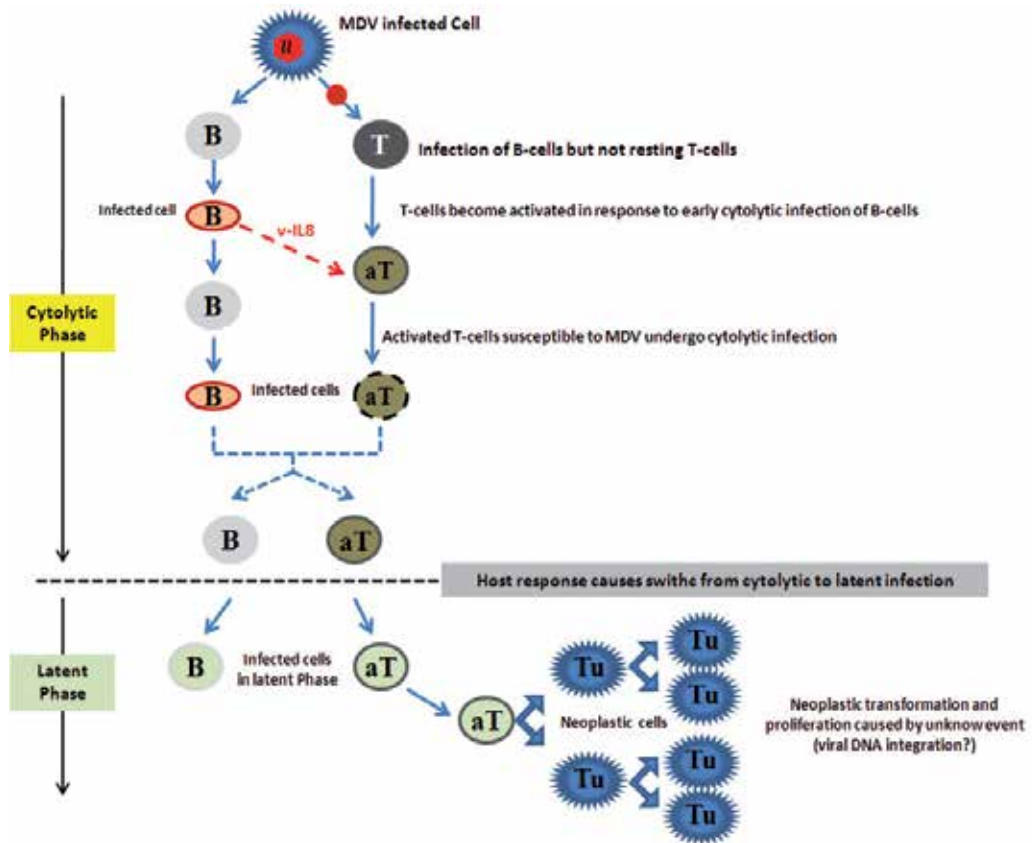 MDV infected Cell
B
T
Infection of B-cells but not resting T-cells
Infected cell
B
T-cells become activated in response to early cytolytic infection of B-cells
v-IL8
aT
B
Cytolytic
Phase
Activated T-cells susceptible to MDV undergo cytolytic infection
B
Infected cells
aT
B
aT
Host response causes swithc from cytolytic to latent infection
Latent
Phase
B
Infected cells
in latent Phase
aT
aT
Tu
Tu
Tu
Neoplastic cells
Tu
Tu
Tu
Neoplastic transformation and
proliferation caused by unknow event
(viral DNA integration?)